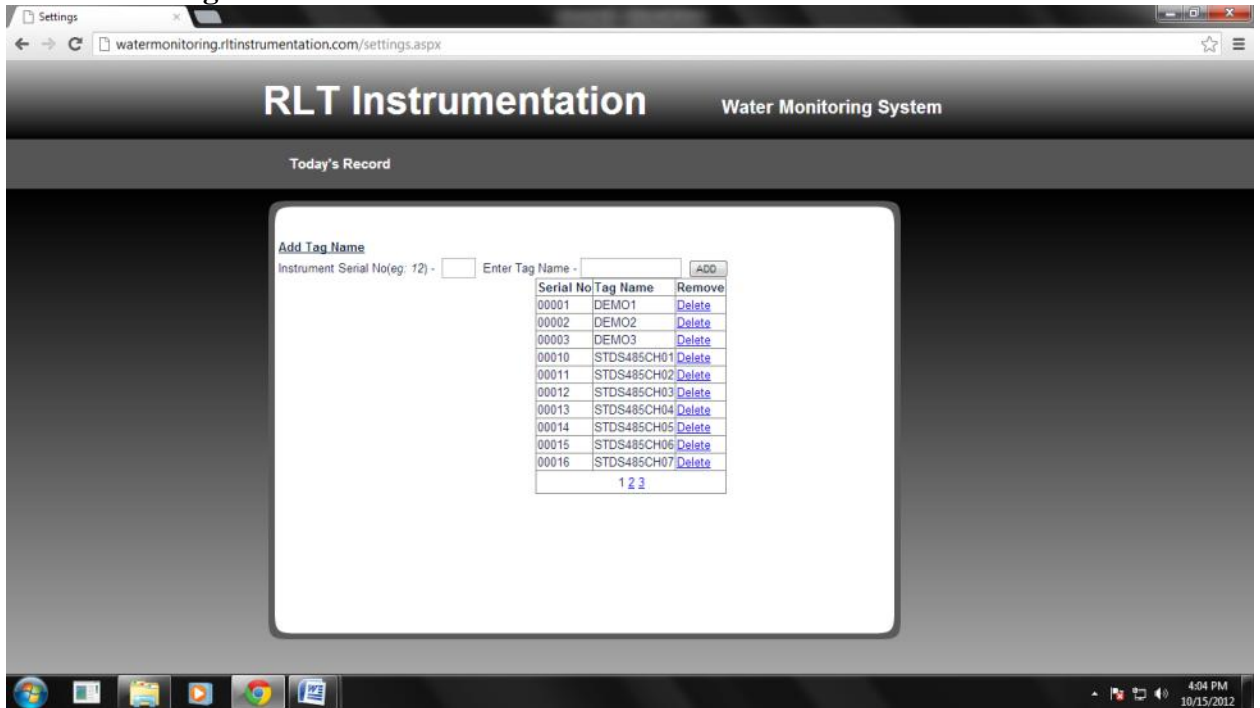 Settings
watermonitoring.rltinstrumentation.com/settings.aspx
RLT Instrumentation Water Monitoring System
Today's Record
Add Tag Name
Instrument Serial No(eg: 12) - Enter Tag Name - ADD
Serial No Tag Name Remove
00001 DEMO1 Delete
00002 DEMO2 Delete
00003 DEMO3 Delete
00010 STDS485CH01 Delete
00011 STDS485CH02 Delete
00012 STDS485CH03 Delete
00013 STDS485CH04 Delete
00014 STDS485CH05 Delete
00015 STDS485CH06 Delete
00016 STDS485CH07 Delete
1 2 3
4:04 PM
10/15/2012